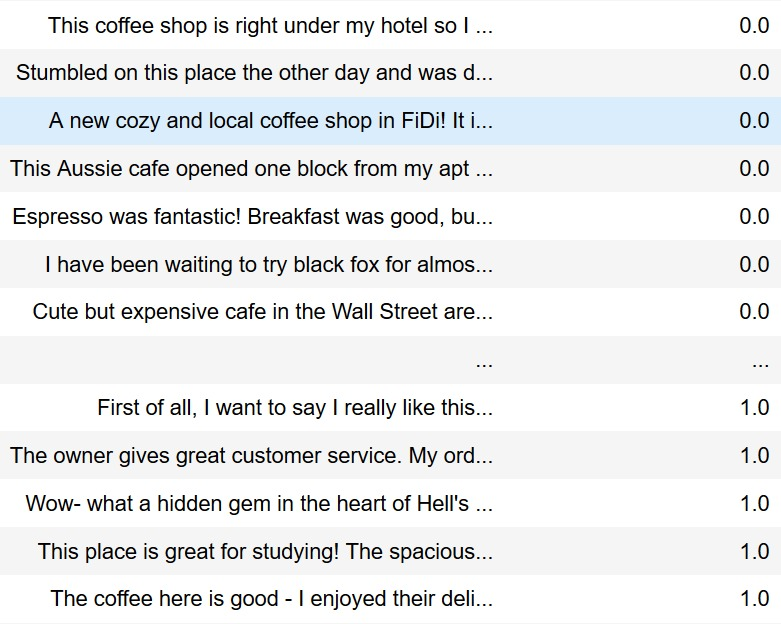 This coffee shop is right under my hotel so I ... 0.0
Stumbled on this place the other day and was d... 0.0
A new cozy and local coffee shop in FiDi! It i... 0.0
This Aussie cafe opened one block from my apt ... 0.0
Espresso was fantastic! Breakfast was good, bu... 0.0
I have been waiting to try black fox for almos... 0.0
Cute but expensive cafe in the Wall Street are... 0.0
... ...
First of all, I want to say I really like this... 1.0
The owner gives great customer service. My ord... 1.0
Wow- what a hidden gem in the heart of Hell's ... 1.0
This place is great for studying! The spacious... 1.0
The coffee here is good - I enjoyed their deli... 1.0